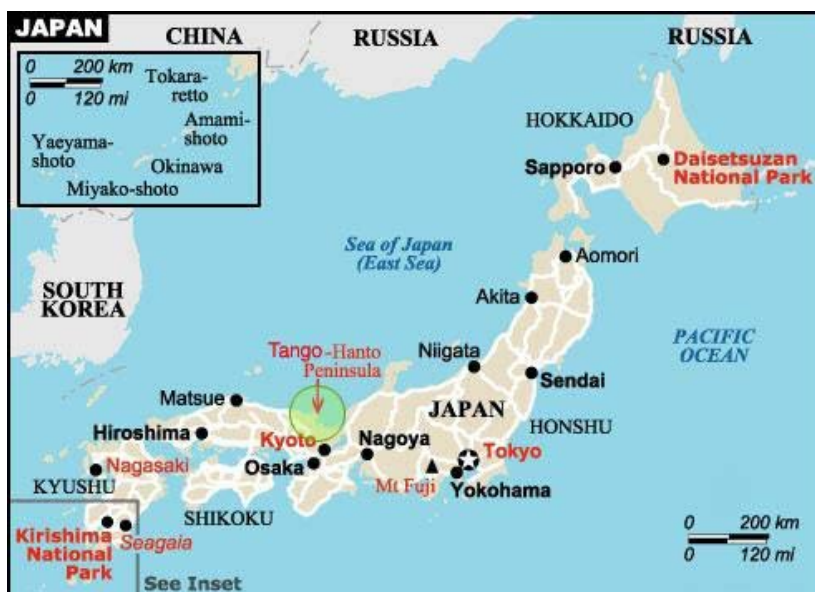 JAPAN
CHINA
RUSSIA
RUSSIA
0 200 km
0 120 mi
Tokara-
retto
Amami-
shoto
Yaeyama-
shoto
Okinawa
Miyako-shoto
HOKKAIDO
Sapporo
Daisetsuzan
National Park
Sea of Japan
(East Sea)
Aomori
SOUTH
KOREA
Akita
PACIFIC
OCEAN
Tango-Hanto
Peninsula
Niigata
Sendai
Matsue
JAPAN
HONSHU
Hiroshima
Kyoto
Nagoya
Tokyo
Nagasaki
Osaka
Mt Fuji
Yokohama
KYUSHU
SHIKOKU
Kirishima
National
Park
Seagaia
0 200 km
0 120 mi
See Inset